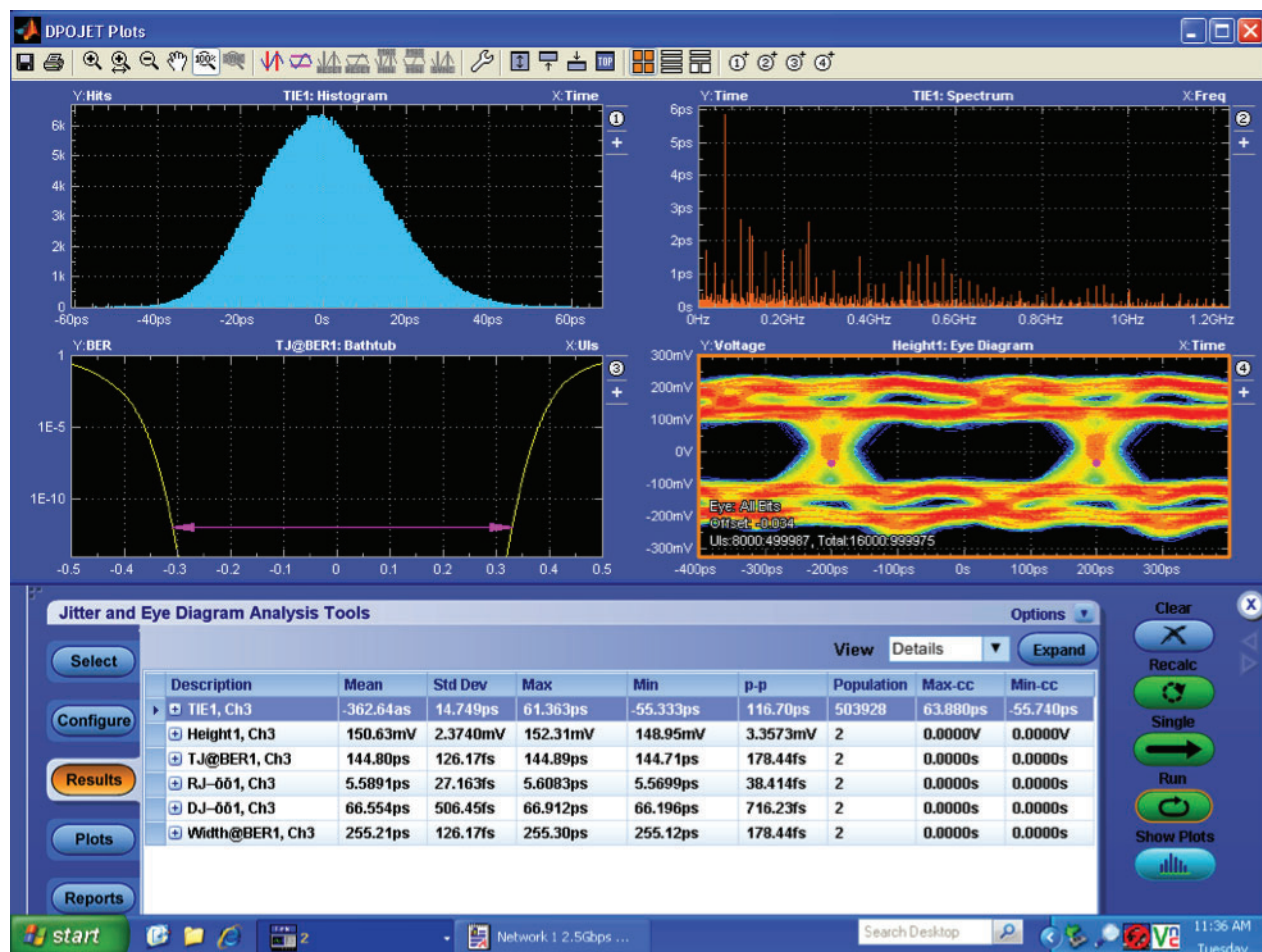 DPOJET Plots
Y:Hits TIE1: Histogram X:Time
6k
5k
4k
3k
2k
1k
0
-60ps -40ps -20ps 0s 20ps 40ps 60ps
1
Y:Time TIE1: Spectrum X:Freq
6ps
5ps
4ps
3ps
2ps
1ps
0s
0Hz 0.2GHz 0.4GHz 0.6GHz 0.8GHz 1GHz 1.2GHz
2
Y:BER TJ@BER1: Bathtub X:UIs
1
1E-5
1E-10
-0.5 -0.4 -0.3 -0.2 -0.1 0 0.1 0.2 0.3 0.4 0.5
3
Y:Voltage Height1: Eye Diagram X:Time
300mV
200mV
100mV
0V
-100mV
-200mV
-300mV
Eye: All Bits
Offset: -0.034
UIs:8000:499987, Total:16000:999975
-400ps -300ps -200ps -100ps 0s 100ps 200ps 300ps
4
Jitter and Eye Diagram Analysis Tools
Options
View Details Expand
Select
Configure
Results
Plots
Reports
Description Mean Std Dev Max Min p-p Population Max-cc Min-cc
TIE1, Ch3 -362.64as 14.749ps 61.363ps -55.333ps 116.70ps 503928 63.880ps -55.740ps
Height1, Ch3 150.63mV 2.3740mV 152.31mV 148.95mV 3.3573mV 2 0.0000V 0.0000V
TJ@BER1, Ch3 144.80ps 126.17fs 144.89ps 144.71ps 178.44fs 2 0.0000s 0.0000s
RJ–δδ1, Ch3 5.5891ps 27.163fs 5.6083ps 5.5699ps 38.414fs 2 0.0000s 0.0000s
DJ–δδ1, Ch3 66.554ps 506.45fs 66.912ps 66.196ps 716.23fs 2 0.0000s 0.0000s
Width@BER1, Ch3 255.21ps 126.17fs 255.30ps 255.12ps 178.44fs 2 0.0000s 0.0000s
Clear
Recalc
Single
Run
Show Plots
start
2
Network 1 2.5Gbps ...
Search Desktop
11:36 AM
Tuesday